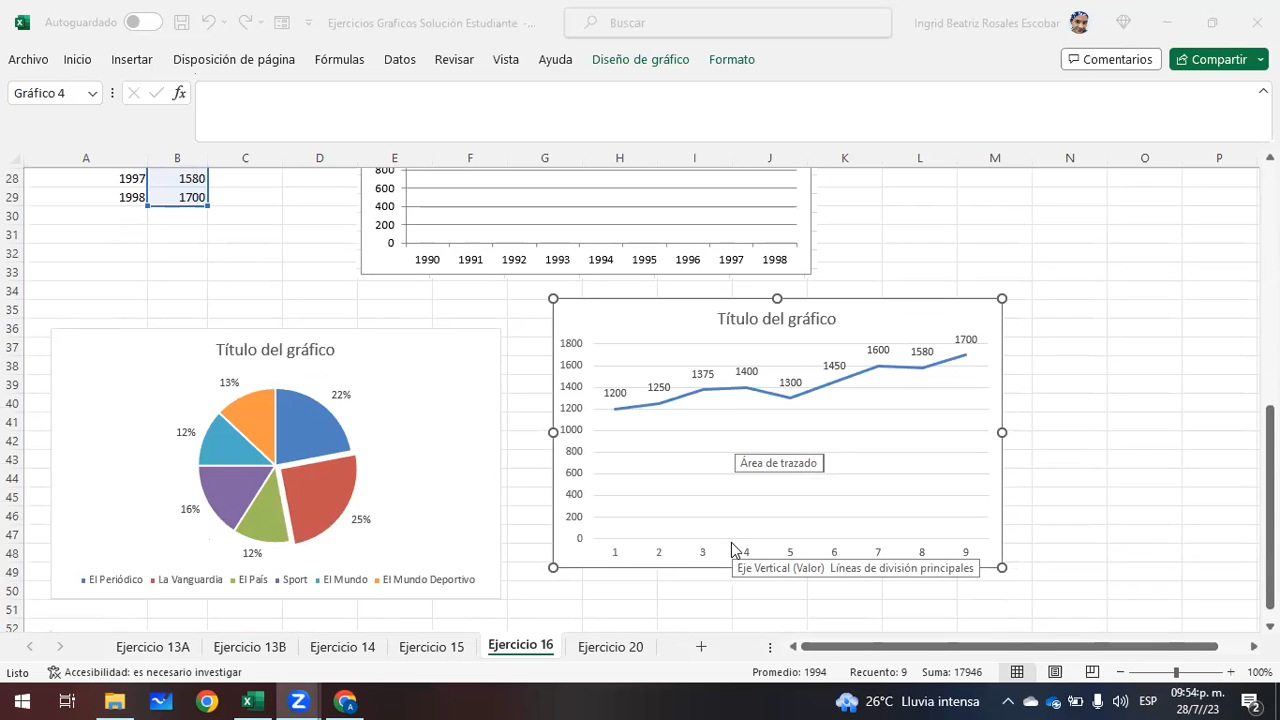 Autoguardado
Ejercicios Graficos Solución Estudiante -...
Buscar
Ingrid Beatriz Rosales Escobar
Archivo Inicio Insertar Disposición de página Fórmulas Datos Revisar Vista Ayuda Diseño de gráfico Formato
Comentarios Compartir
Gráfico 4
fx
A B C D E F G H I J K L M N O P
28 1997 1580
29 1998 1700
30
31
32
33
34
35
36
37
38
39
40
41
42
43
44
45
46
47
48
49
50
51
52
800
600
400
200
0
1990 1991 1992 1993 1994 1995 1996 1997 1998
Título del gráfico
13% 22%
12%
16% 25%
12%
El Periódico La Vanguardia El País Sport El Mundo El Mundo Deportivo
Título del gráfico
1800
1600
1400
1200
1000
800
600
400
200
0
1200 1250 1375 1400 1300 1450 1600 1580 1700
Área de trazado
1 2 3 4 5 6 7 8 9
Eje Vertical (Valor) Líneas de división principales
Ejercicio 13A Ejercicio 13B Ejercicio 14 Ejercicio 15 Ejercicio 16 Ejercicio 20
Listo Accesibilidad: es necesario investigar Promedio: 1994 Recuento: 9 Suma: 17946 100%
26°C Lluvia intensa ESP 09:54p. m.
28/7//23 2